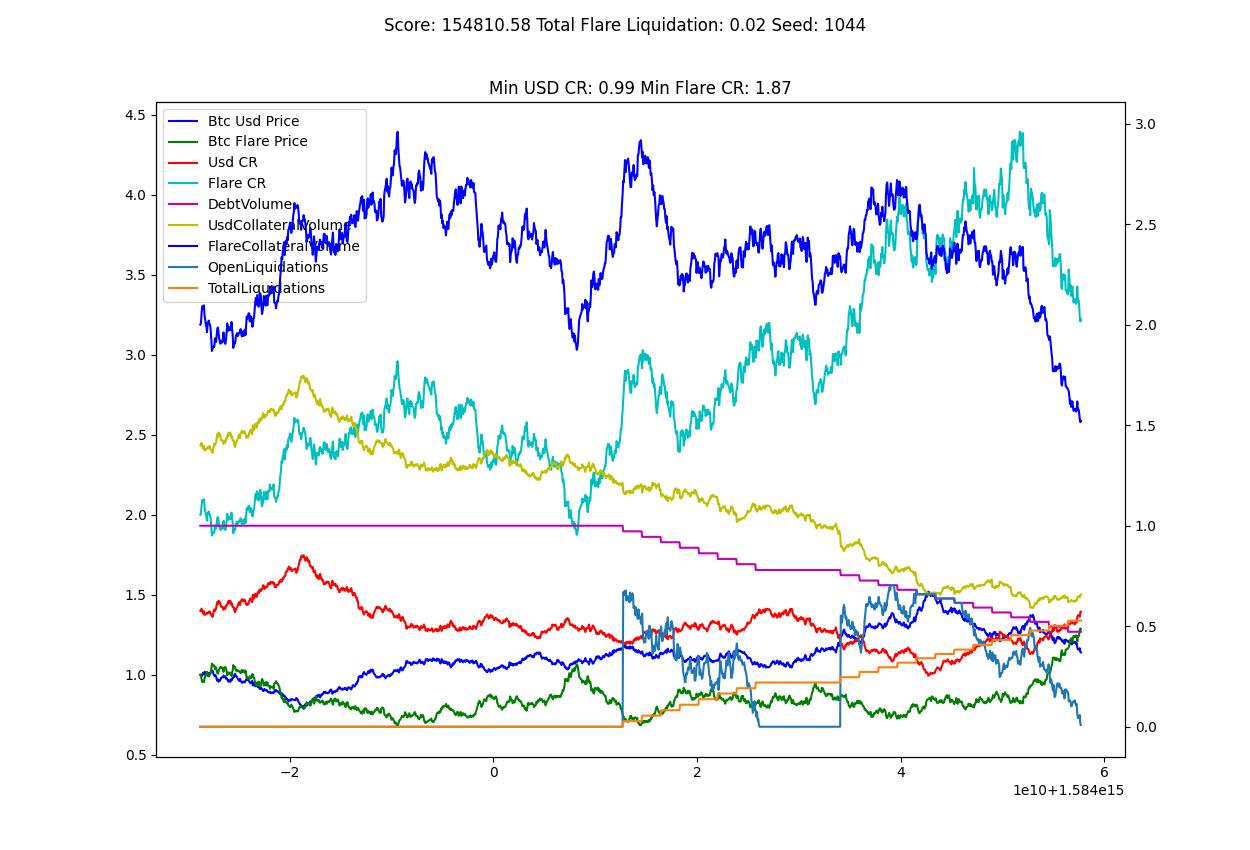 Score: 154810.58 Total Flare Liquidation: 0.02 Seed: 1044
Min USD CR: 0.99 Min Flare CR: 1.87
Btc Usd Price
Btc Flare Price
Usd CR
Flare CR
DebtVolume
UsdCollateralVolume
FlareCollateralVolume
OpenLiquidations
TotalLiquidations
4.5
4.0
3.5
3.0
2.5
2.0
1.5
1.0
0.5
3.0
2.5
2.0
1.5
1.0
0.5
0.0
−2
0
2
4
6
1e10+1.584e15